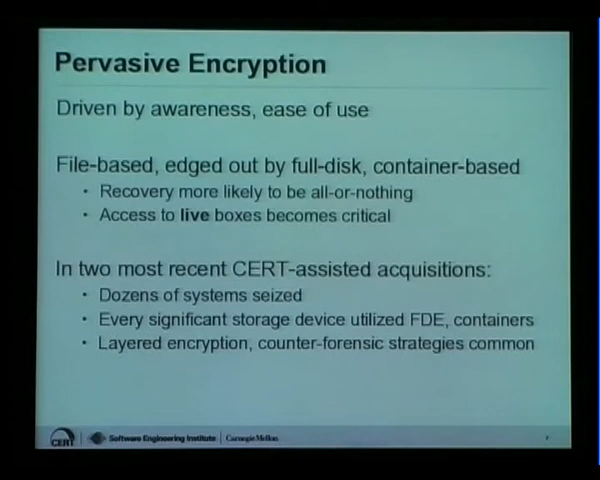 Pervasive Encryption
Driven by awareness, ease of use
File-based, edged out by full-disk, container-based
• Recovery more likely to be all-or-nothing
• Access to live boxes becomes critical
In two most recent CERT-assisted acquisitions:
• Dozens of systems seized
• Every significant storage device utilized FDE, containers
• Layered encryption, counter-forensic strategies common
CERT | Software Engineering Institute | Carnegie Mellon